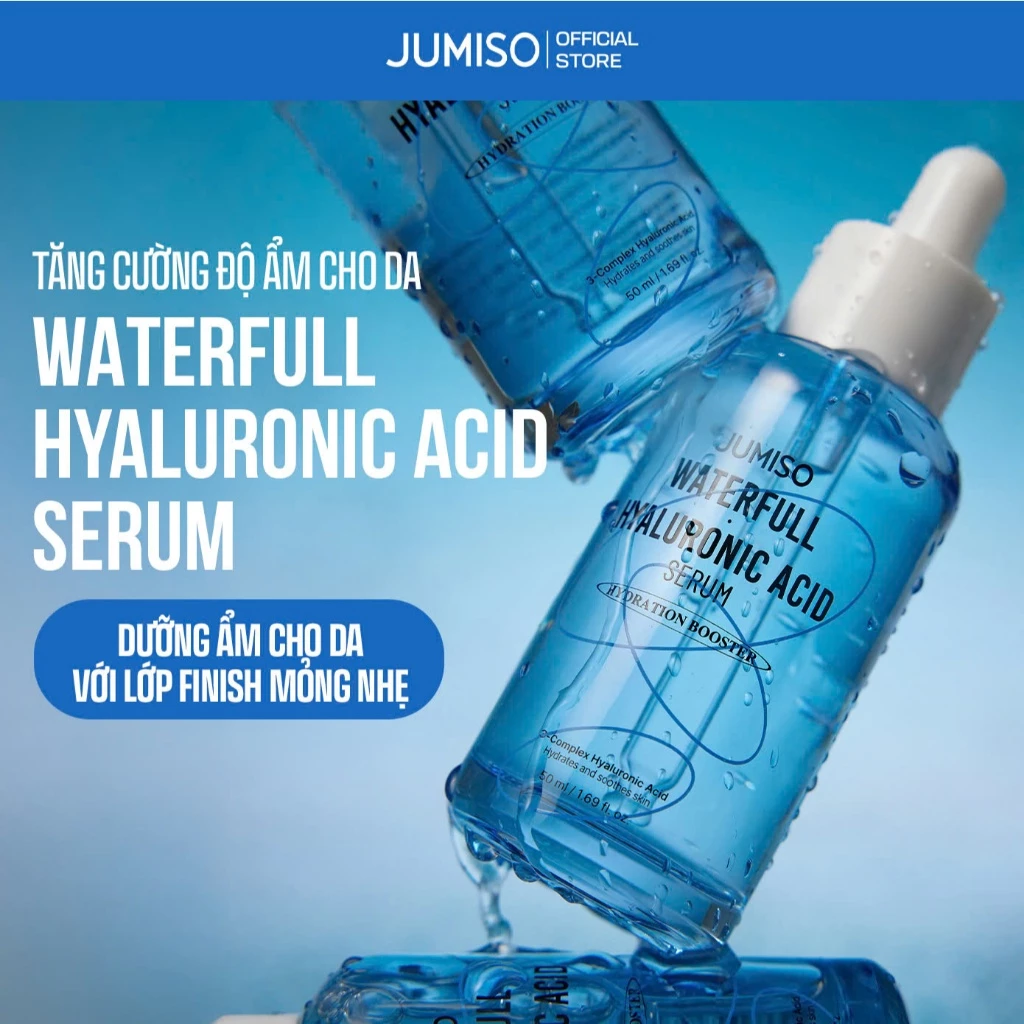 JUMISO
OFFICIAL
STORE
HYDRATION BOO
3-Complex Hyaluronic Acid
Hydrates and soothes skin
50 ml / 1.69 fl. oz.
TĂNG CƯỜNG ĐỘ ẨM CHO DA
WATERFULL
HYALURONIC ACID
SERUM
DƯỠNG ẨM CHO DA
VỚI LỚP FINISH MỎNG NHẸ
JUMISO
WATERFULL
HYALURONIC ACID
SERUM
HYDRATION BOOSTER
3-Complex Hyaluronic Acid
Hydrates and soothes skin
50 ml / 1.69 fl. oz.
HYDRATION BOOSTER